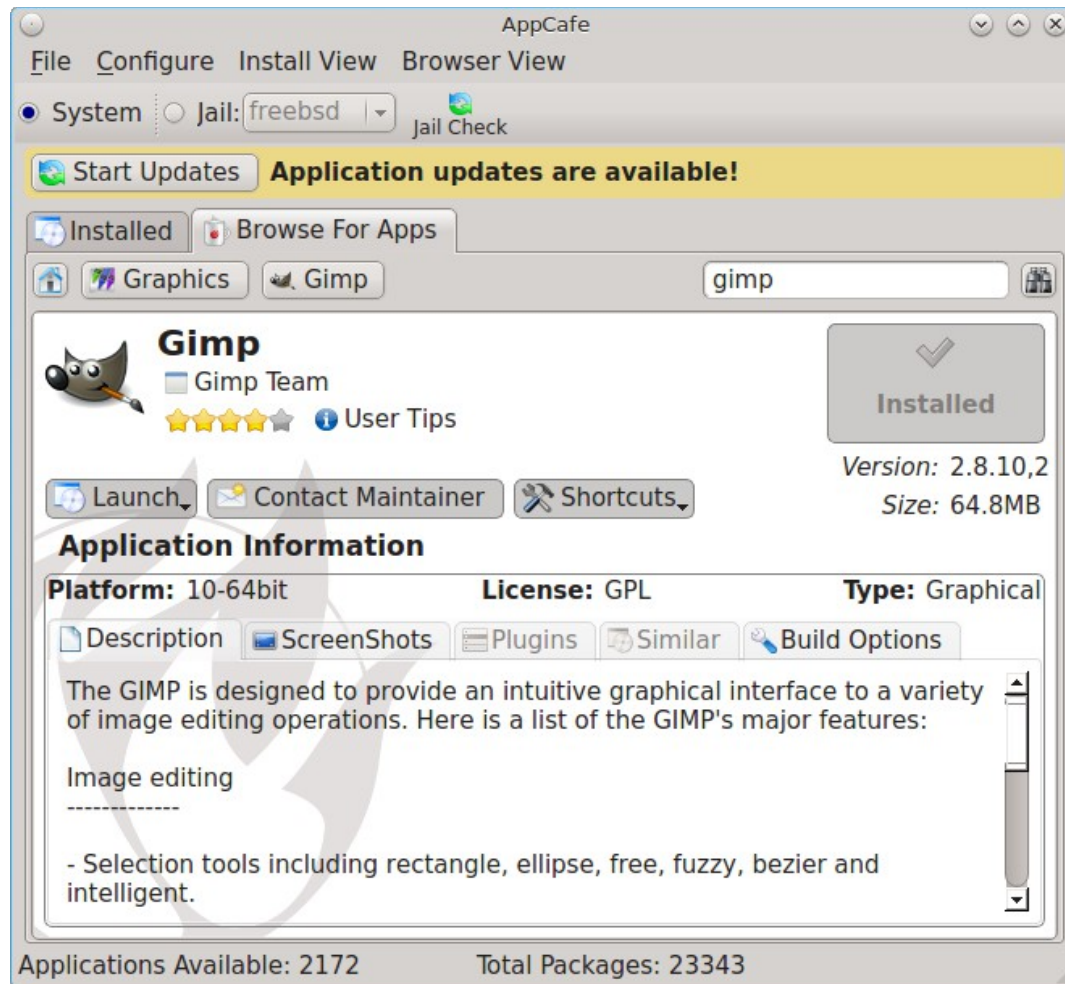 AppCafe
File Configure Install View Browser View
System Jail: freebsd Jail Check
Start Updates Application updates are available!
Installed Browse For Apps
Graphics Gimp gimp
Gimp
Gimp Team
User Tips
Installed
Version: 2.8.10,2
Launch Contact Maintainer Shortcuts
Size: 64.8MB
Application Information
Platform: 10-64bit License: GPL Type: Graphical
Description ScreenShots Plugins Similar Build Options
The GIMP is designed to provide an intuitive graphical interface to a variety
of image editing operations. Here is a list of the GIMP's major features:
Image editing
-------------
- Selection tools including rectangle, ellipse, free, fuzzy, bezier and
intelligent.
Applications Available: 2172 Total Packages: 23343